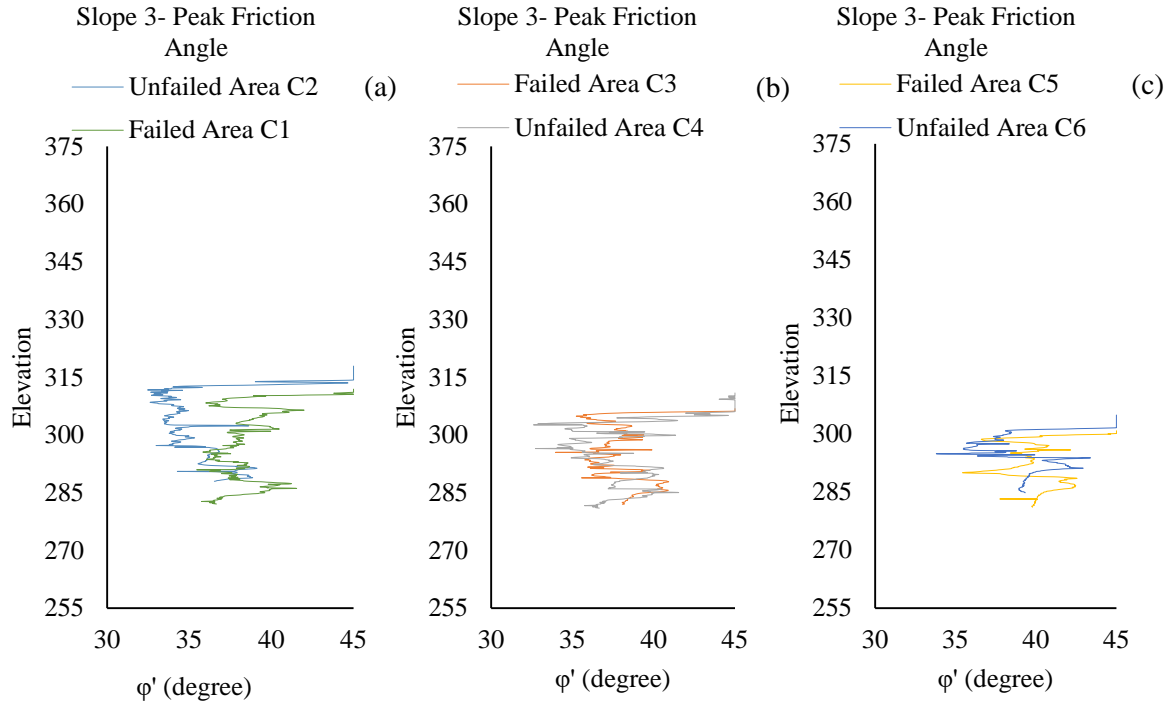 Slope 3- Peak Friction
Angle
Unfailed Area C2
(a)
Failed Area C1
375
360
345
330
315
300
285
270
255
Elevation
30
35
40
45
φ' (degree)
Slope 3- Peak Friction
Angle
Failed Area C3
(b)
Unfailed Area C4
375
360
345
330
315
300
285
270
255
Elevation
30
35
40
45
φ' (degree)
Slope 3- Peak Friction
Angle
Failed Area C5
(c)
Unfailed Area C6
375
360
345
330
315
300
285
270
255
Elevation
30
35
40
45
φ' (degree)